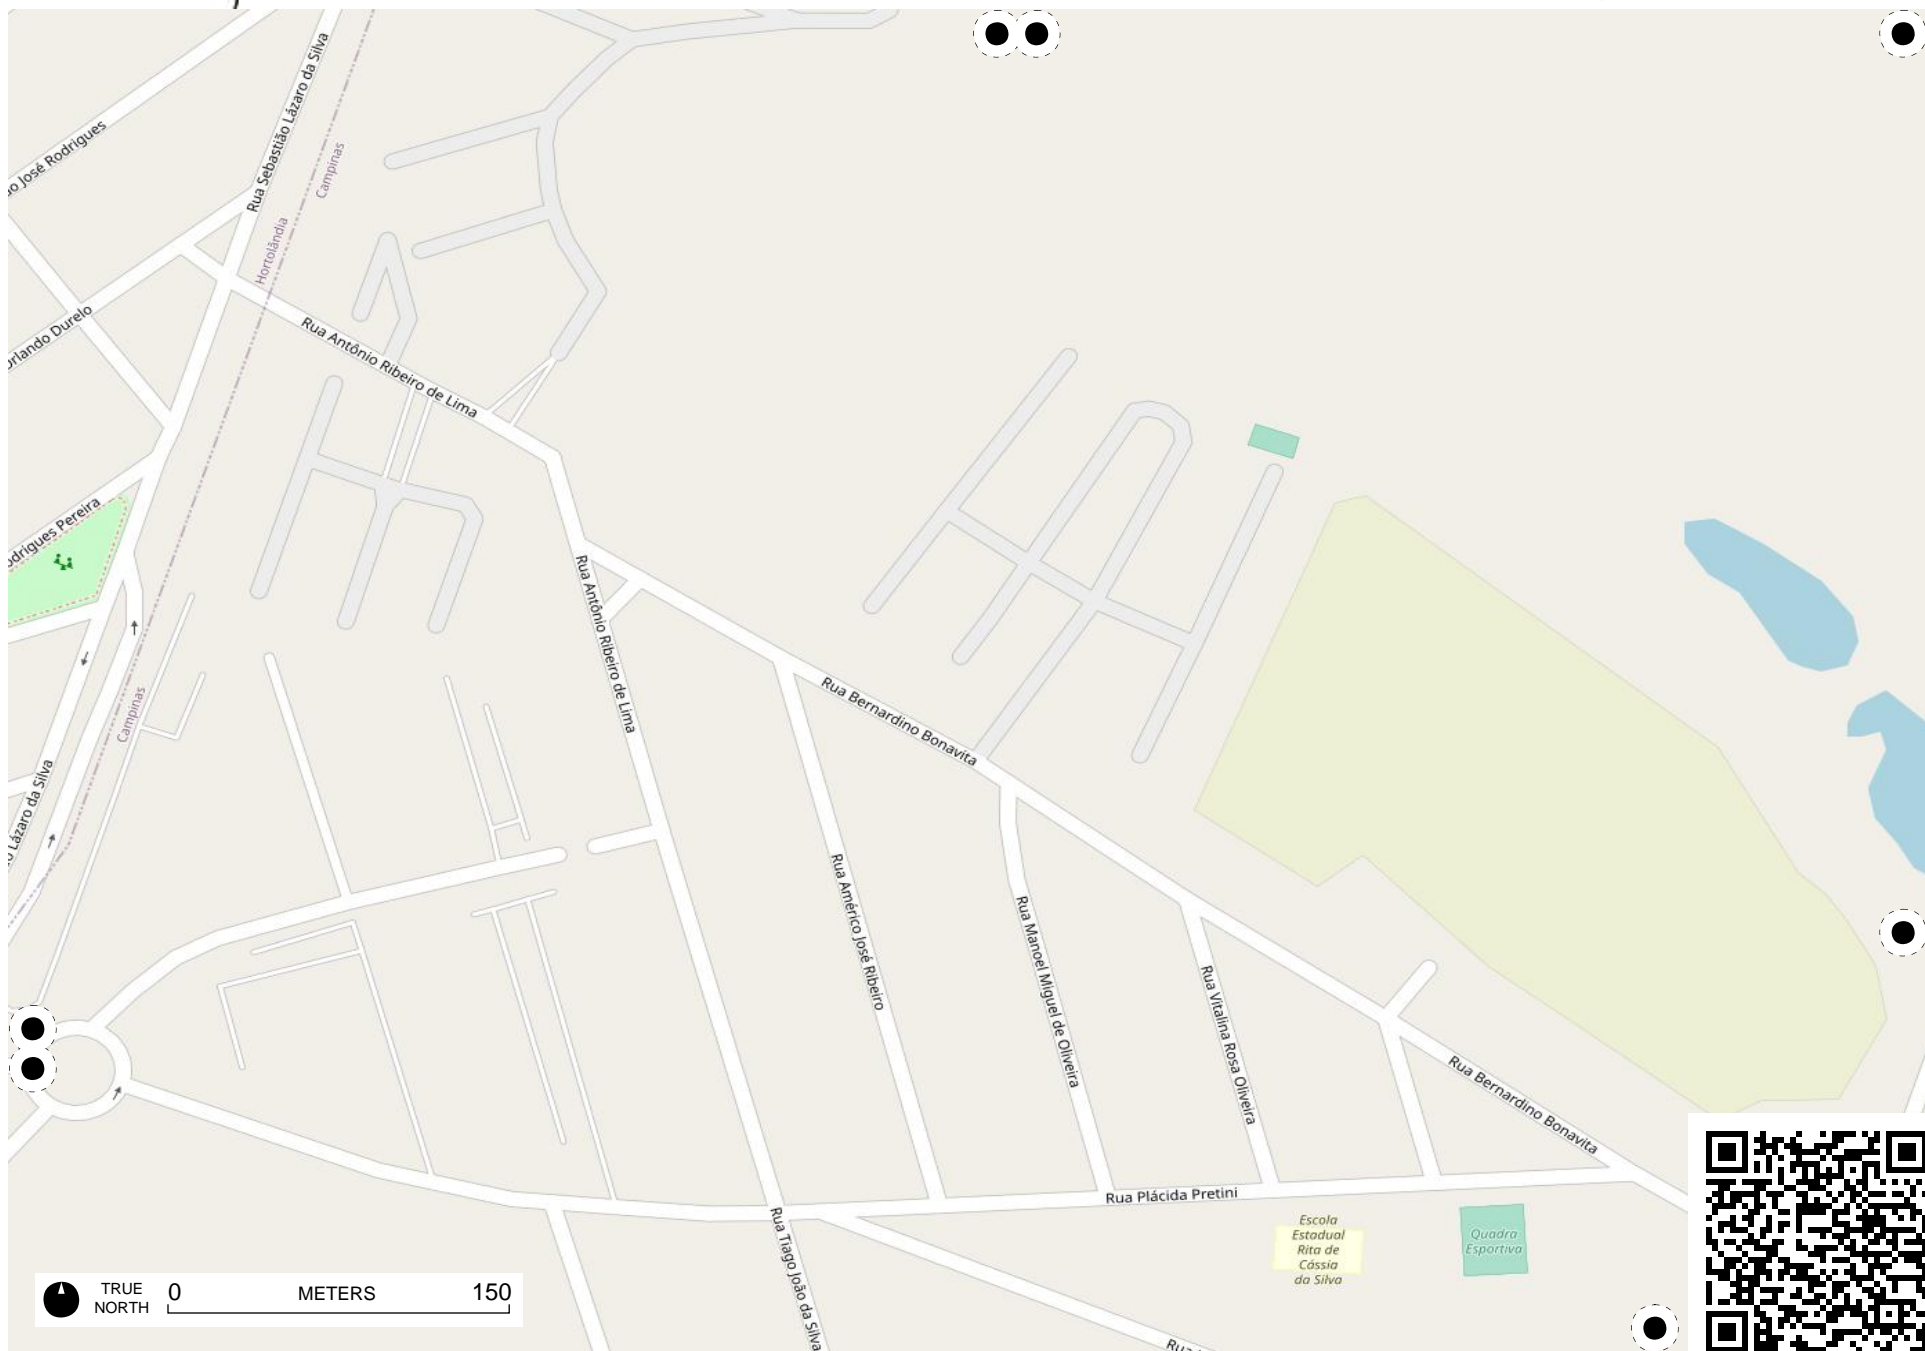 Rua Sebastião Lázaro da Silva
José Rodrigues
Campinas
Hortolândia
Durelo
Rua Antônio Ribeiro de Lima
Pereira
Rua Antônio Ribeiro de Lima
Campinas
Rua Bernardino Bonavita
Lázaro da Silva
Rua Américo José Ribeiro
Rua Manoel Miguel de Oliveira
Rua Vitalina Rosa Oliveira
Rua Bernardino Bonavita
Rua Plácida Pretini
Rua Tiago João da Silva
Escola
Estadual
Rita de
Cássia
da Silva
Quadra
Esportiva
TRUE
NORTH
0 METERS 150
Rua